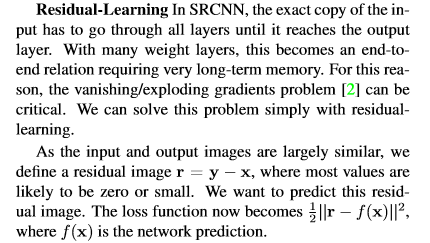 Residual-Learning In SRCNN, the exact copy of the in-
put has to go through all layers until it reaches the output
layer. With many weight layers, this becomes an end-to-
end relation requiring very long-term memory. For this rea-
son, the vanishing/exploding gradients problem [2] can be
critical. We can solve this problem simply with residual-
learning.
As the input and output images are largely similar, we
define a residual image r = y − x, where most values are
likely to be zero or small. We want to predict this resid-
ual image. The loss function now becomes ½||r − f(x)||²,
where f(x) is the network prediction.